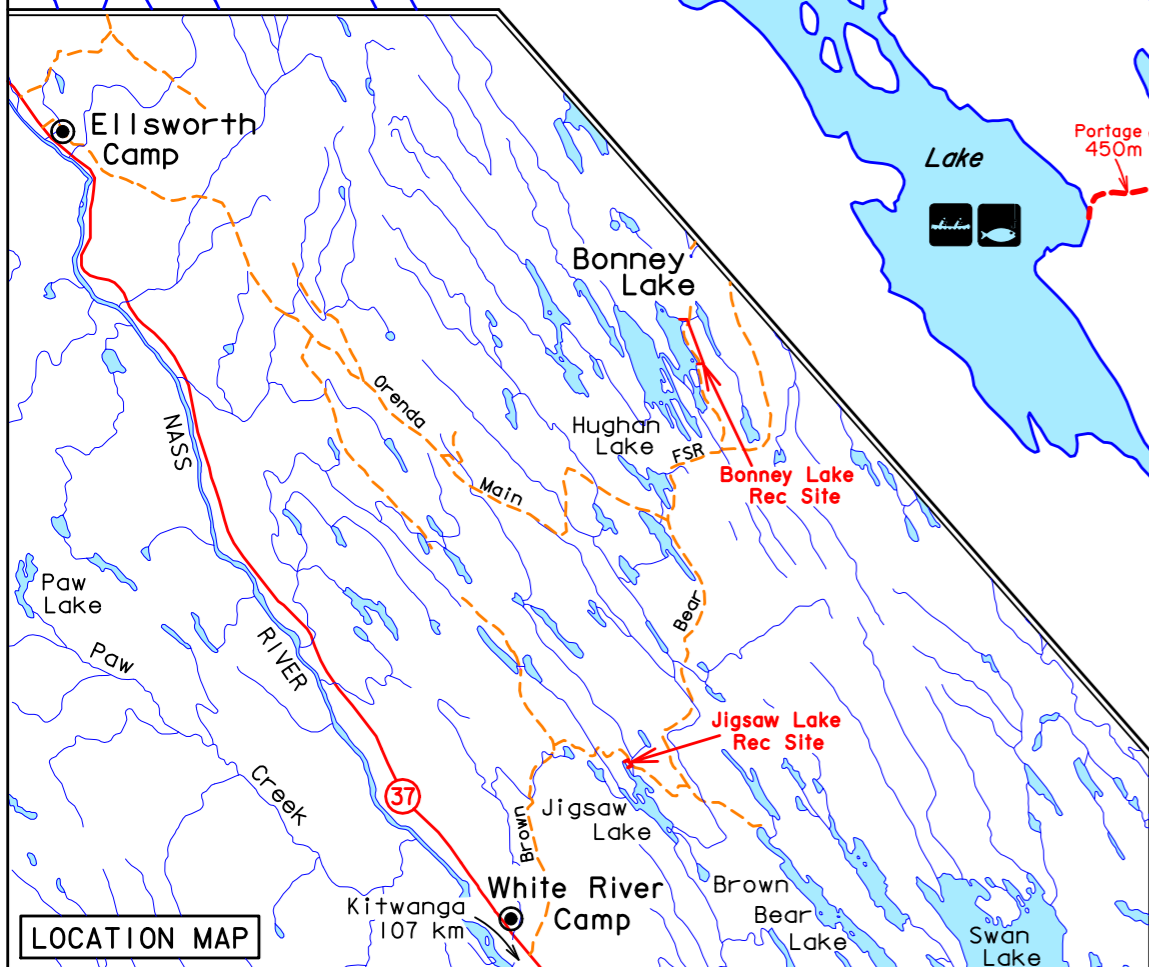 Ellsworth
Camp
Lake
Portage
450m
Bonney
Lake
NASS
RIVER
Orenda
Main
Hughan
Lake
FSR
Bonney Lake
Rec Site
Paw
Lake
Paw
Creek
Bear
Jigsaw Lake
Rec Site
37
Jigsaw
Lake
Brown
White River
Camp
Kitwanga
107 km
Brown
Bear
Lake
Swan
Lake
LOCATION MAP